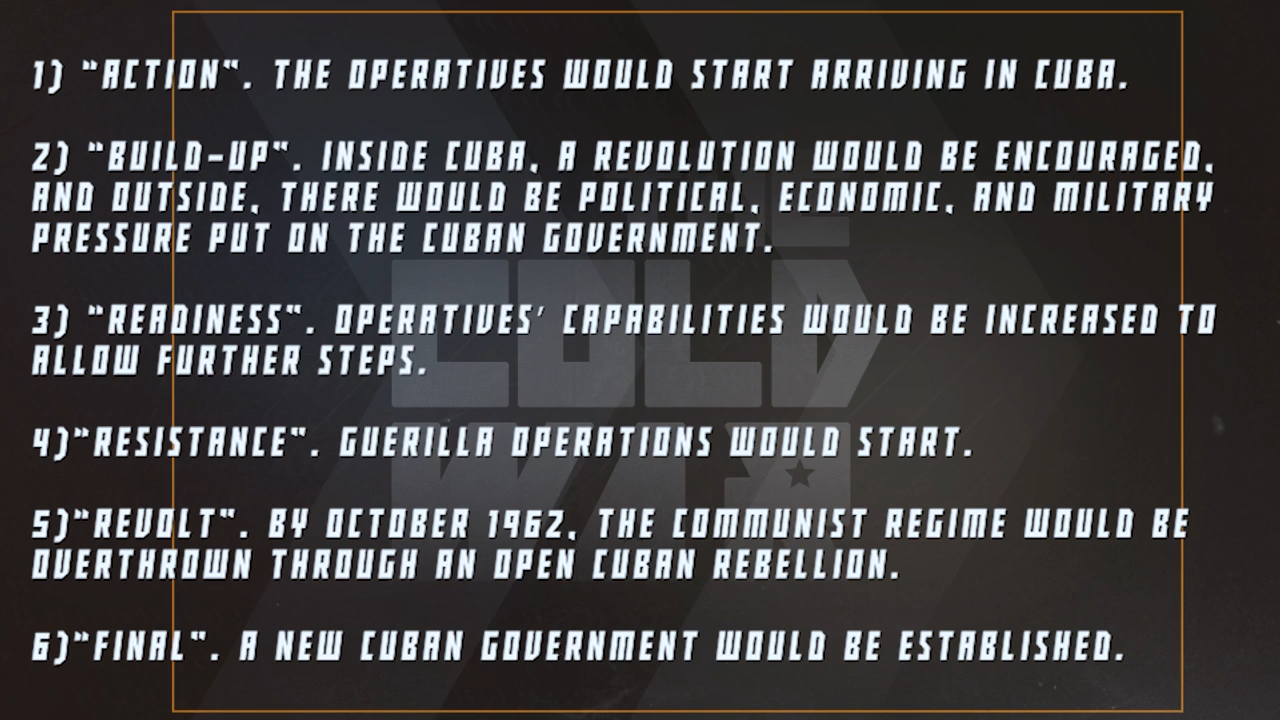 1) "ACTION". THE OPERATIVES WOULD START ARRIVING IN CUBA.
2) "BUILD-UP". INSIDE CUBA, A REVOLUTION WOULD BE ENCOURAGED,
AND OUTSIDE, THERE WOULD BE POLITICAL, ECONOMIC, AND MILITARY
PRESSURE PUT ON THE CUBAN GOVERNMENT.
3) "READINESS". OPERATIVES' CAPABILITIES WOULD BE INCREASED TO
ALLOW FURTHER STEPS.
4)"RESISTANCE". GUERILLA OPERATIONS WOULD START.
5)"REVOLT". BY OCTOBER 1962, THE COMMUNIST REGIME WOULD BE
OVERTHROWN THROUGH AN OPEN CUBAN REBELLION.
6)"FINAL". A NEW CUBAN GOVERNMENT WOULD BE ESTABLISHED.
COLD